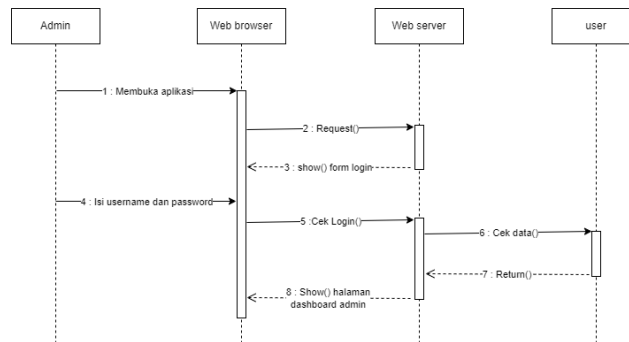 Admin
Web browser
Web server
user
1 : Membuka aplikasi
2 : Request()
3 : show() form login
4 : Isi username dan password
5 :Cek Login()
6 : Cek data()
7 : Return()
8 : Show() halaman
dashboard admin